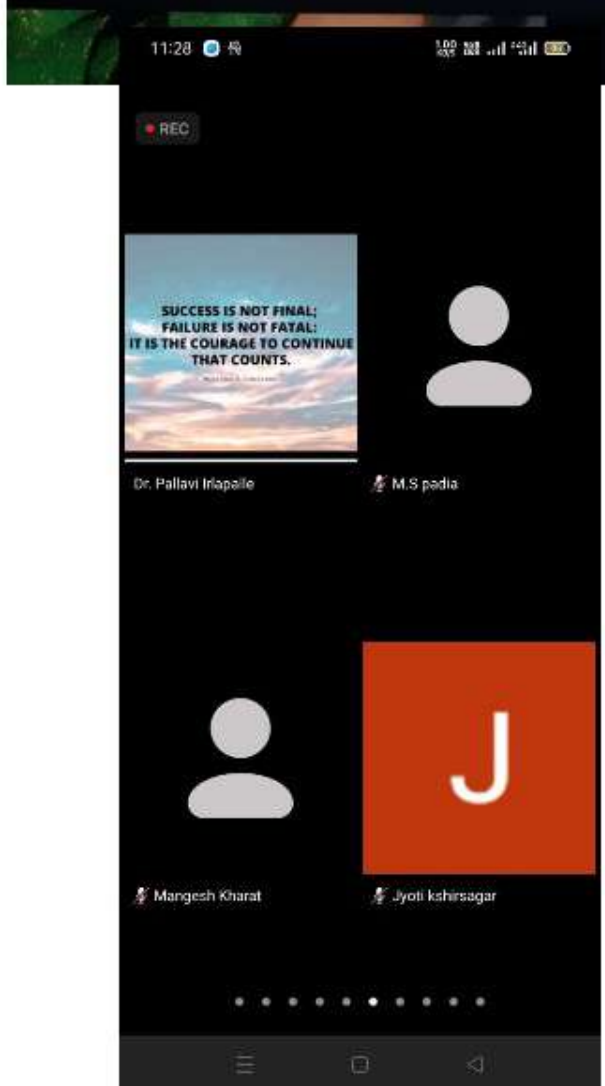 11:28
REC
SUCCESS IS NOT FINAL;
FAILURE IS NOT FATAL:
IT IS THE COURAGE TO CONTINUE
THAT COUNTS.
Dr. Pallavi Irlapalle
M.S padia
J
Mangesh Kharat
Jyoti kshirsagar